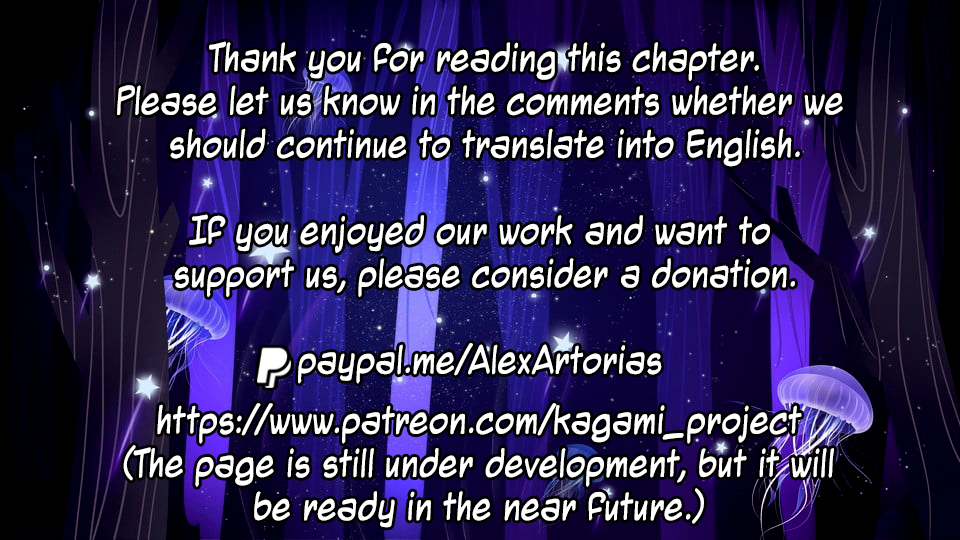 Thank you for reading this chapter.
Please let us know in the comments whether we
should continue to translate into English.
If you enjoyed our work and want to
support us, please consider a donation.
paypal.me/AlexArtorias
https://www.patreon.com/kagami_project
(The page is still under development, but it will
be ready in the near future.)